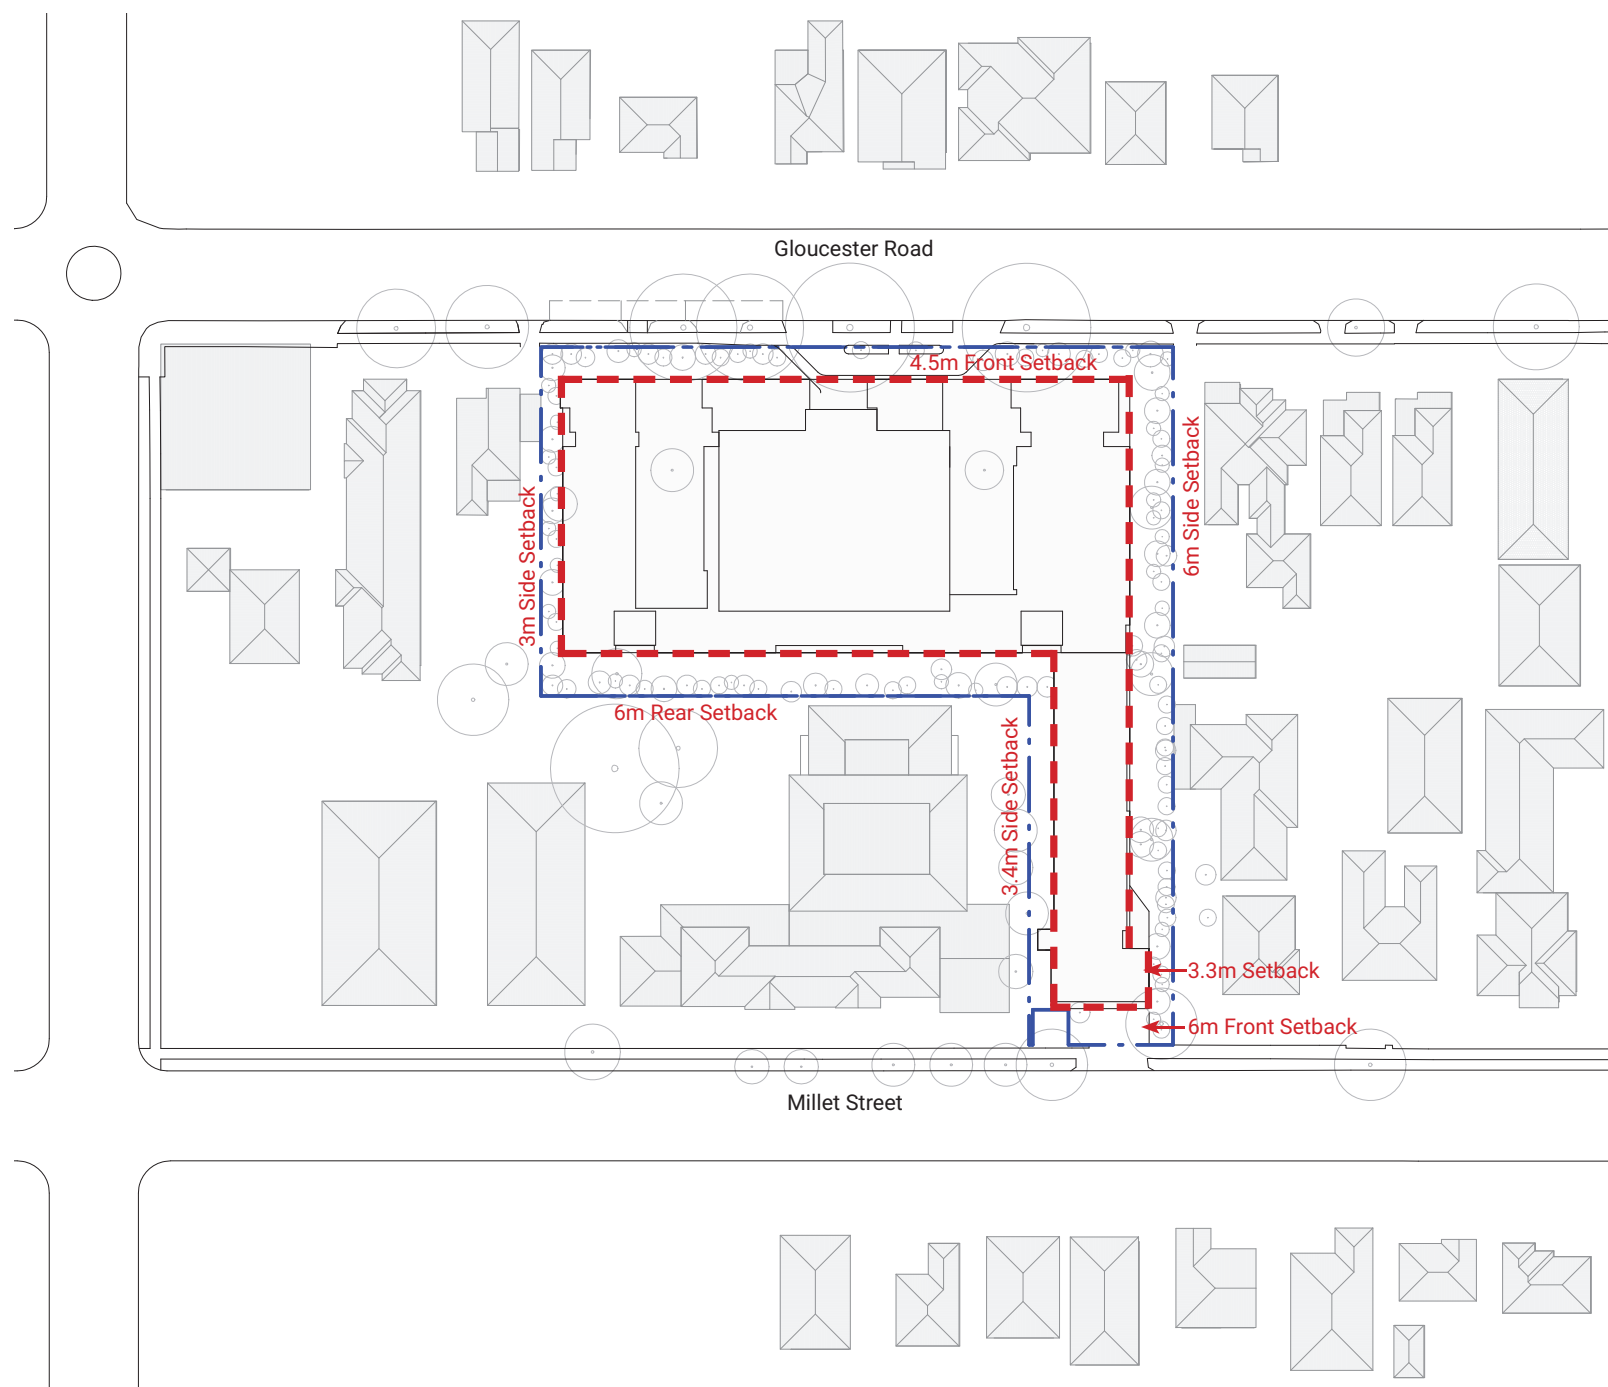 Gloucester Road
4.5m Front Setback
3m Side Setback
6m Side Setback
6m Rear Setback
3.4m Side Setback
3.3m Setback
6m Front Setback
Millet Street